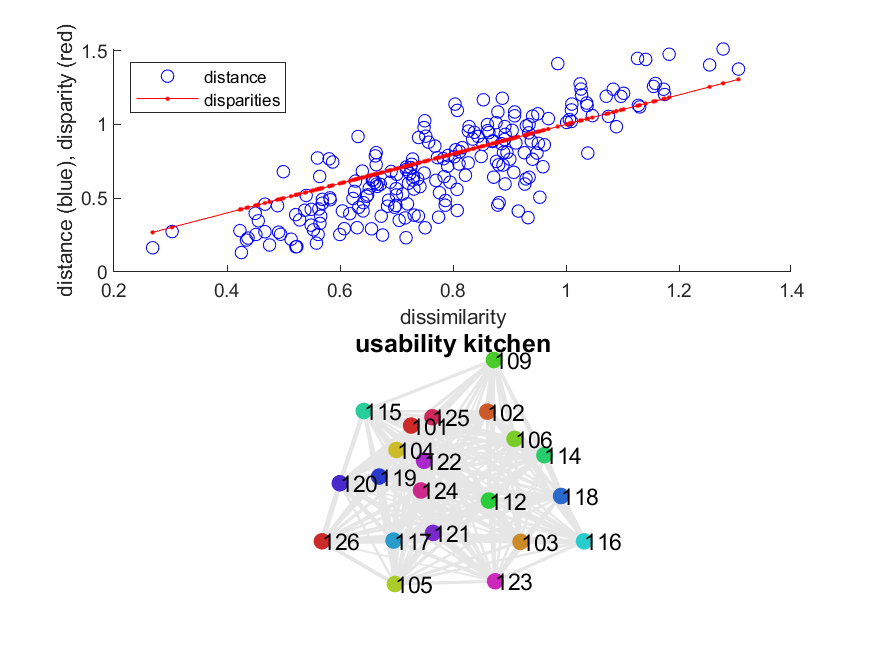 distance (blue), disparity (red)
1.5
1
0.5
0
distance
disparities
0.2 0.4 0.6 0.8 1 1.2 1.4
dissimilarity
usability kitchen
109
115 125 102
101
106
104 114
122
119
120 124
118
112
121
126 117 103 116
105 123